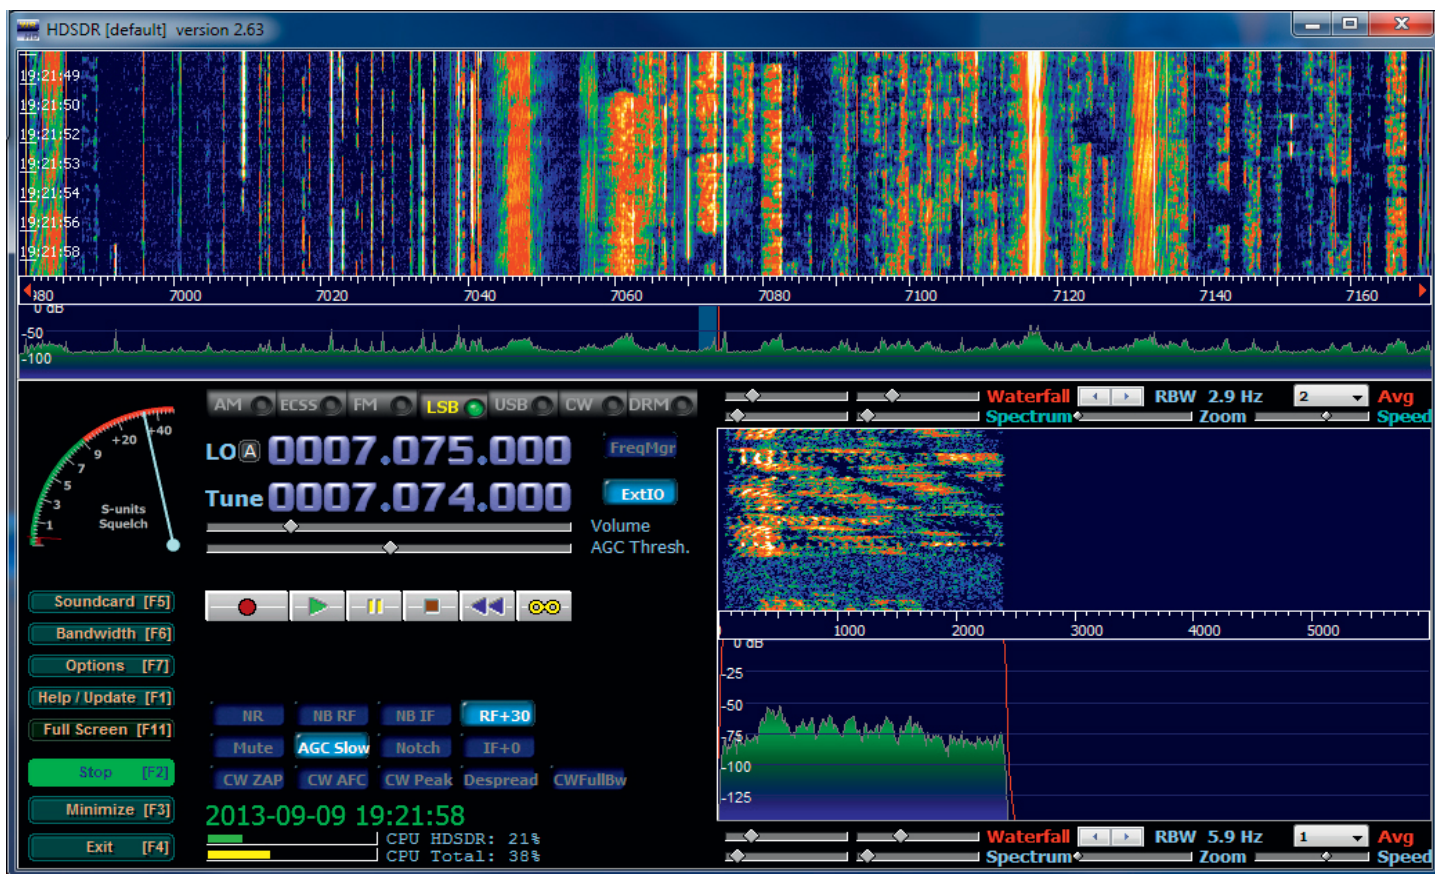 HDSDR [default] version 2.63
19:21:49
19:21:50
19:21:52
19:21:53
19:21:54
19:21:56
19:21:58
7000 7020 7040 7060 7080 7100 7120 7140 7160
0 dB
-50
-100
AM ECSS FM LSB USB CW DRM
LO A 0007.075.000 FreqMgr
Tune 0007.074.000 ExtIO
Volume
AGC Thresh.
1 3 5 7 9 +20 +40
S-units
Squelch
Soundcard [F5]
Bandwidth [F6]
Options [F7]
Help / Update [F1]
Full Screen [F11]
Stop [F2]
Minimize [F3]
Exit [F4]
NR NB RF NB IF RF+30
Mute AGC Slow Notch IF+0
CW ZAP CW AFC CW Peak Despread CWFullBw
2013-09-09 19:21:58
CPU HDSDR: 21%
CPU Total: 38%
Waterfall RBW 2.9 Hz 2 Avg
Spectrum Zoom Speed
1000 2000 3000 4000 5000
0 dB
-25
-50
-75
-100
-125
Waterfall RBW 5.9 Hz 1 Avg
Spectrum Zoom Speed